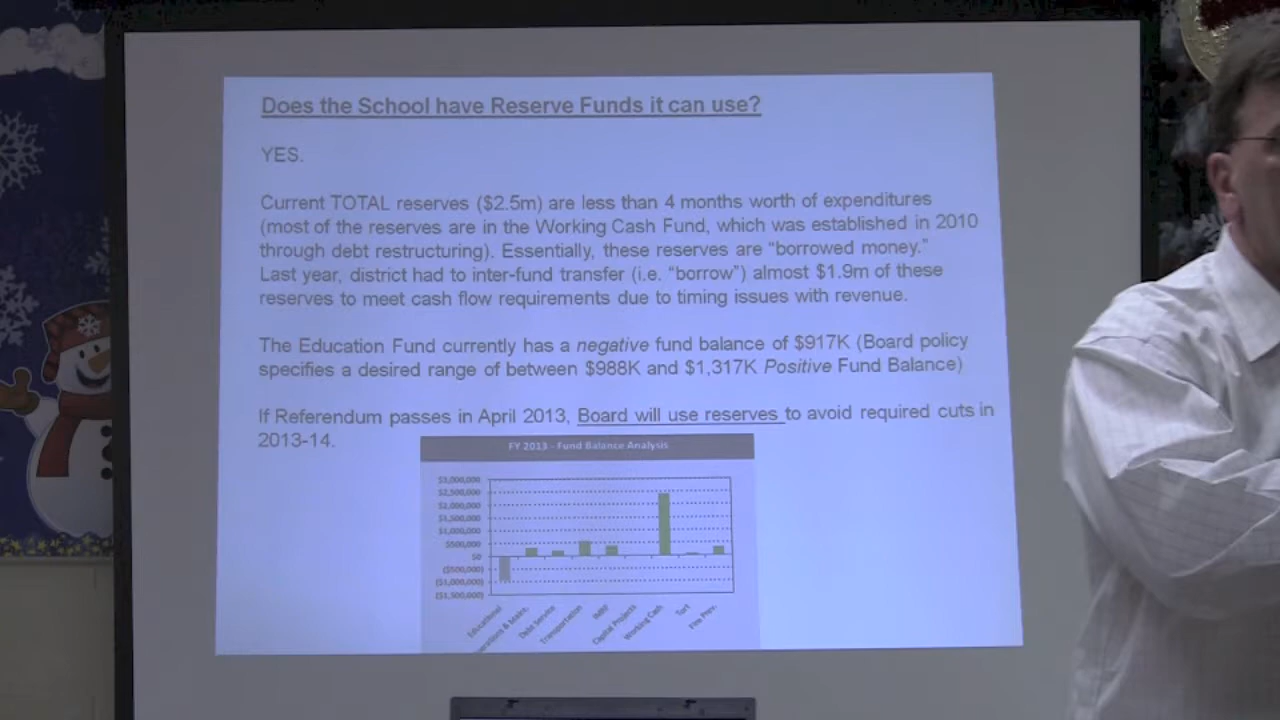 Does the School have Reserve Funds it can use?
YES.
Current TOTAL reserves ($2.5m) are less than 4 months worth of expenditures
(most of the reserves are in the Working Cash Fund, which was established in 2010
through debt restructuring). Essentially, these reserves are “borrowed money.”
Last year, district had to inter-fund transfer (i.e. “borrow”) almost $1.9m of these
reserves to meet cash flow requirements due to timing issues with revenue.
The Education Fund currently has a negative fund balance of $917K (Board policy
specifies a desired range of between $988K and $1,317K Positive Fund Balance)
If Referendum passes in April 2013, Board will use reserves to avoid required cuts in
2013-14.
FY 2013 - Fund Balance Analysis
$3,000,000
$2,500,000
$2,000,000
$1,500,000
$1,000,000
$500,000
$0
($500,000)
($1,000,000)
($1,500,000)
Educational
& Maint.
Debt Service
Transportation
IMRF
Capital Projects
Working Cash
Tort
Fire Prev.